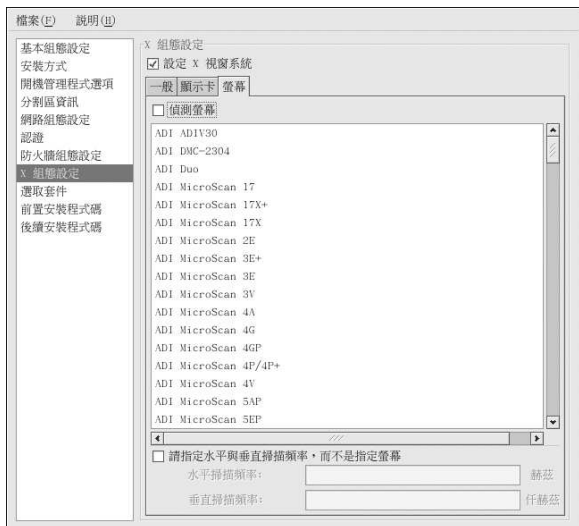 檔案(F) 說明(H)
基本組態設定
安裝方式
開機管理程式選項
分割區資訊
網路組態設定
認證
防火牆組態設定
X 組態設定
選取套件
前置安裝程式碼
後續安裝程式碼
X 組態設定
設定 X 視窗系統
一般 顯示卡 螢幕
偵測螢幕
ADI ADIV30
ADI DMC-2304
ADI Duo
ADI MicroScan 17
ADI MicroScan 17X+
ADI MicroScan 17X
ADI MicroScan 2E
ADI MicroScan 3E+
ADI MicroScan 3E
ADI MicroScan 3V
ADI MicroScan 4A
ADI MicroScan 4G
ADI MicroScan 4GP
ADI MicroScan 4P/4P+
ADI MicroScan 4V
ADI MicroScan 5AP
ADI MicroScan 5EP
請指定水平與垂直掃描頻率，而不是指定螢幕
水平掃描頻率: 赫茲
垂直掃描頻率: 仟赫茲